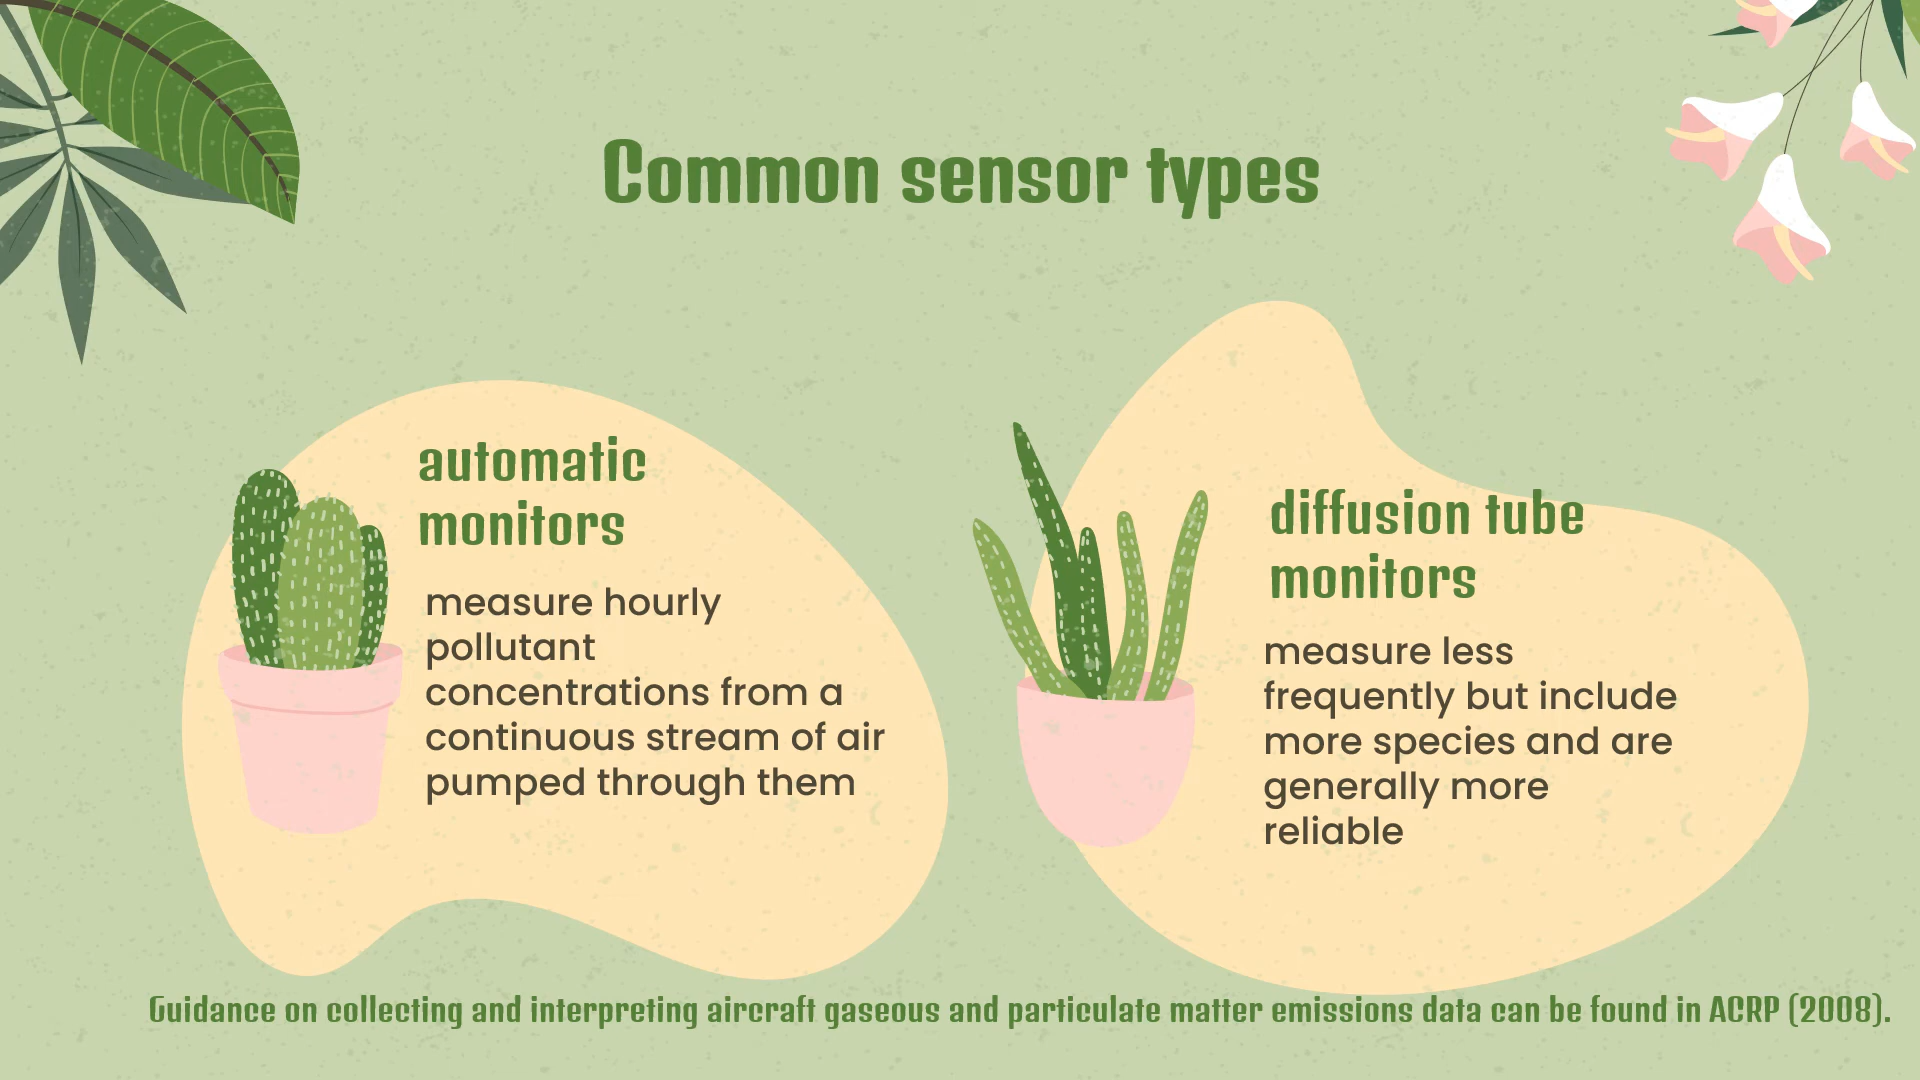 Common sensor types
automatic
monitors
measure hourly
pollutant
concentrations from a
continuous stream of air
pumped through them
diffusion tube
monitors
measure less
frequently but include
more species and are
generally more
reliable
Guidance on collecting and interpreting aircraft gaseous and particulate matter emissions data can be found in ACRP (2008).